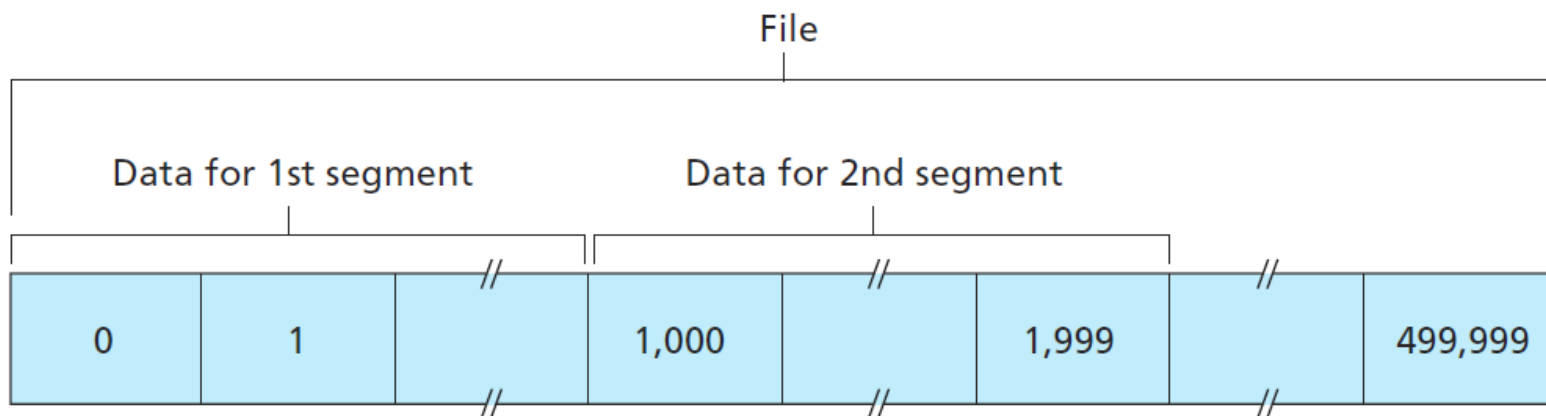 File
Data for 1st segment Data for 2nd segment
0 1 1,000 1,999 499,999